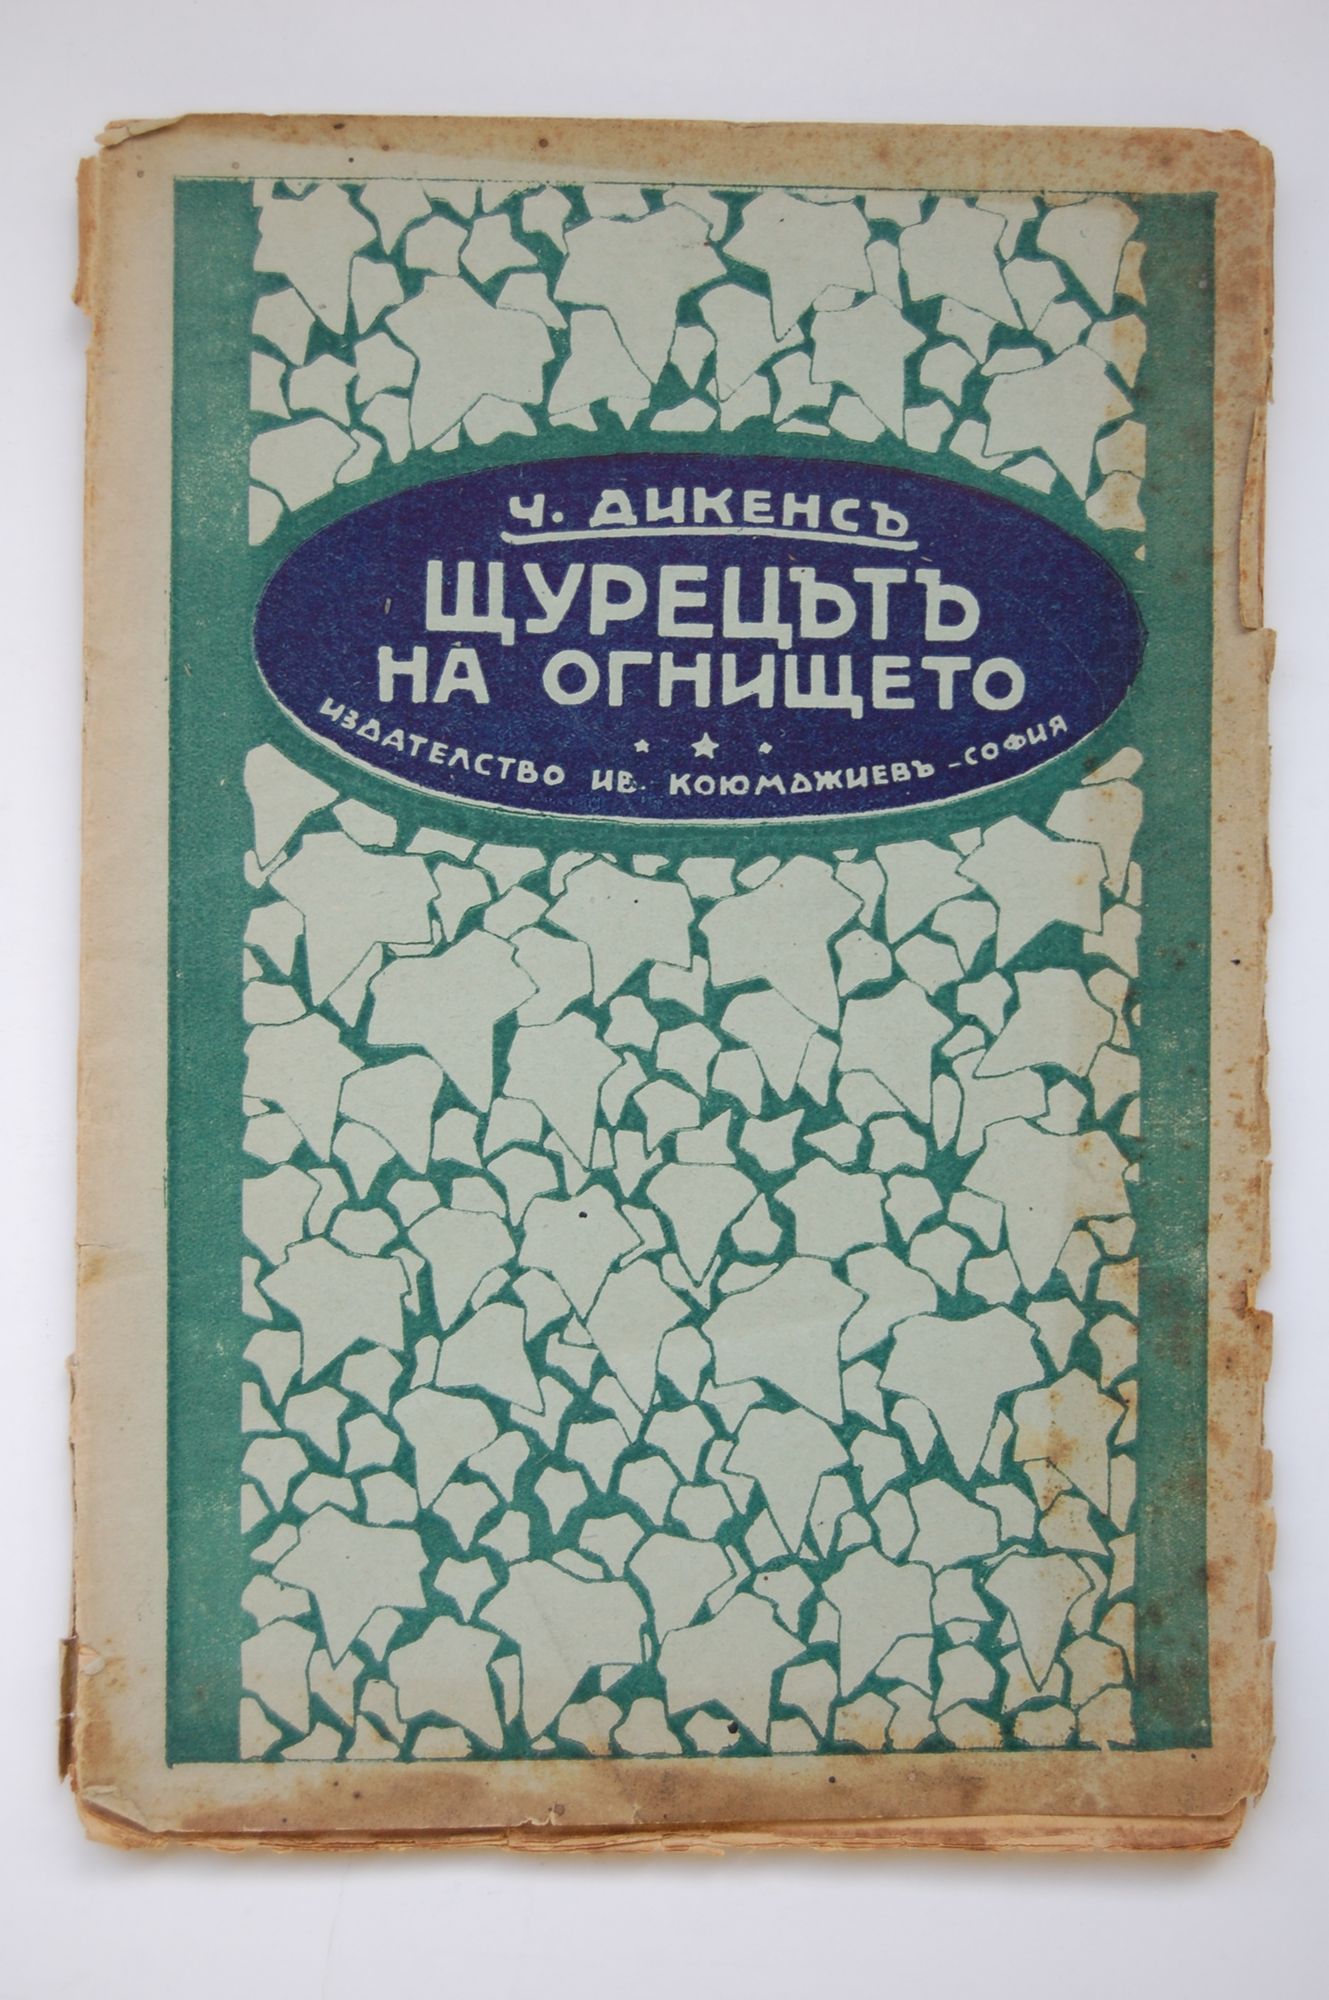 Ч. ДИКЕНСЪ
ЩУРЕЦЪТЪ
НА ОГНИЩЕТО
ИЗДАТЕЛСТВО ИВ. КОЮМДЖИЕВЪ - СОФИЯ